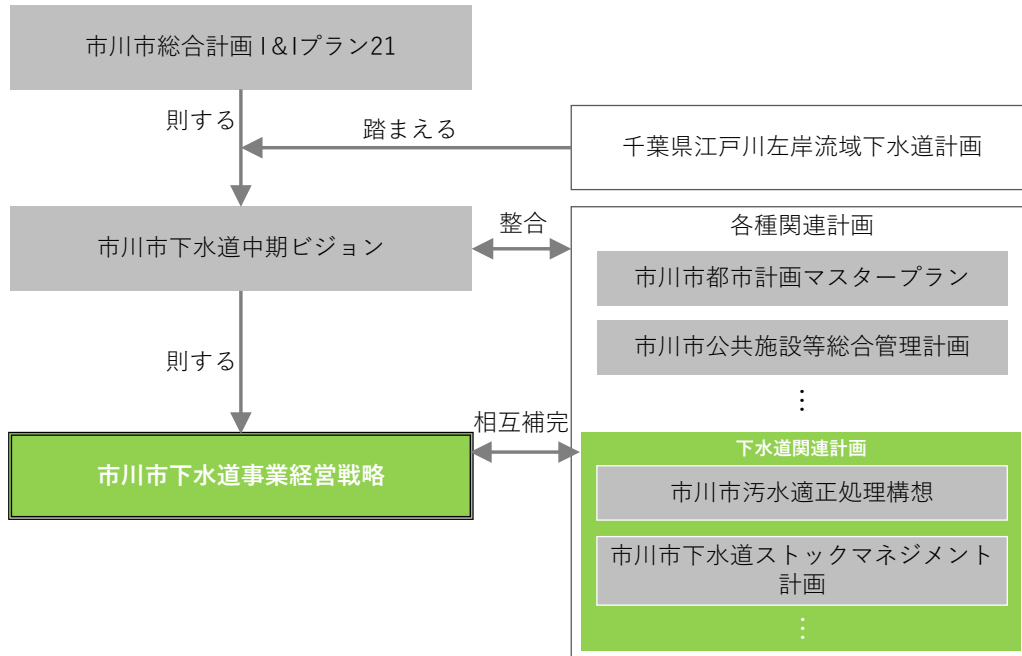 市川市総合計画 I&Iプラン21
則する
踏まえる
千葉県江戸川左岸流域下水道計画
市川市下水道中期ビジョン
整合
各種関連計画
市川市都市計画マスタープラン
市川市公共施設等総合管理計画
⋮
則する
相互補完
市川市下水道事業経営戦略
下水道関連計画
市川市汚水適正処理構想
市川市下水道ストックマネジメント
計画
⋮